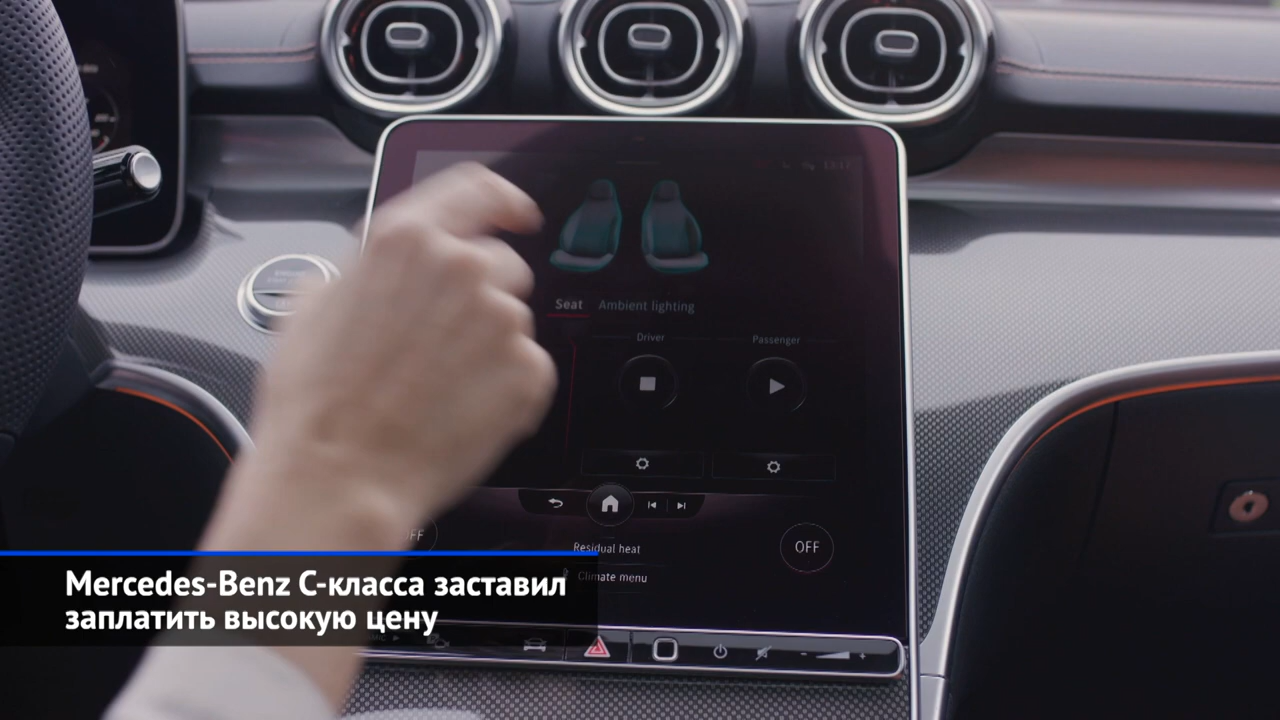 Seat Ambient lighting
Driver Passenger
Residual heat
OFF
Climate menu
Mercedes-Benz C-класса заставил
заплатить высокую цену